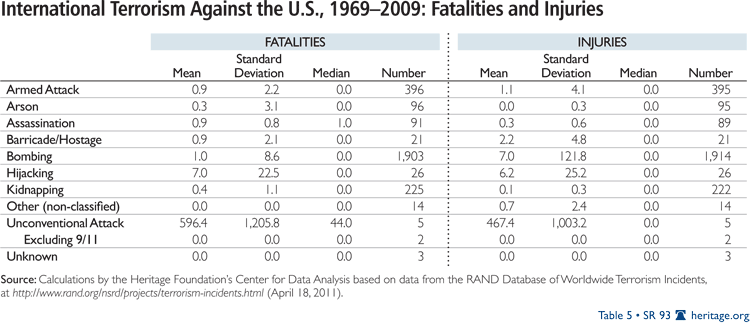 International Terrorism Against the U.S., 1969–2009: Fatalities and Injuries
FATALITIES INJURIES
Mean Standard Deviation Median Number Mean Standard Deviation Median Number
Armed Attack 0.9 2.2 0.0 396 1.1 4.1 0.0 395
Arson 0.3 3.1 0.0 96 0.0 0.3 0.0 95
Assassination 0.9 0.8 1.0 91 0.3 0.6 0.0 89
Barricade/Hostage 0.9 2.1 0.0 21 2.2 4.8 0.0 21
Bombing 1.0 8.6 0.0 1,903 7.0 121.8 0.0 1,914
Hijacking 7.0 22.5 0.0 26 6.2 25.2 0.0 26
Kidnapping 0.4 1.1 0.0 225 0.1 0.3 0.0 222
Other (non-classified) 0.0 0.0 0.0 14 0.7 2.4 0.0 14
Unconventional Attack 596.4 1,205.8 44.0 5 467.4 1,003.2 0.0 5
Excluding 9/11 0.0 0.0 0.0 2 0.0 0.0 0.0 2
Unknown 0.0 0.0 0.0 3 0.0 0.0 0.0 3
Source: Calculations by the Heritage Foundation's Center for Data Analysis based on data from the RAND Database of Worldwide Terrorism Incidents,
at http://www.rand.org/nsrd/projects/terrorism-incidents.html (April 18, 2011).
Table 5 • SR 93 heritage.org